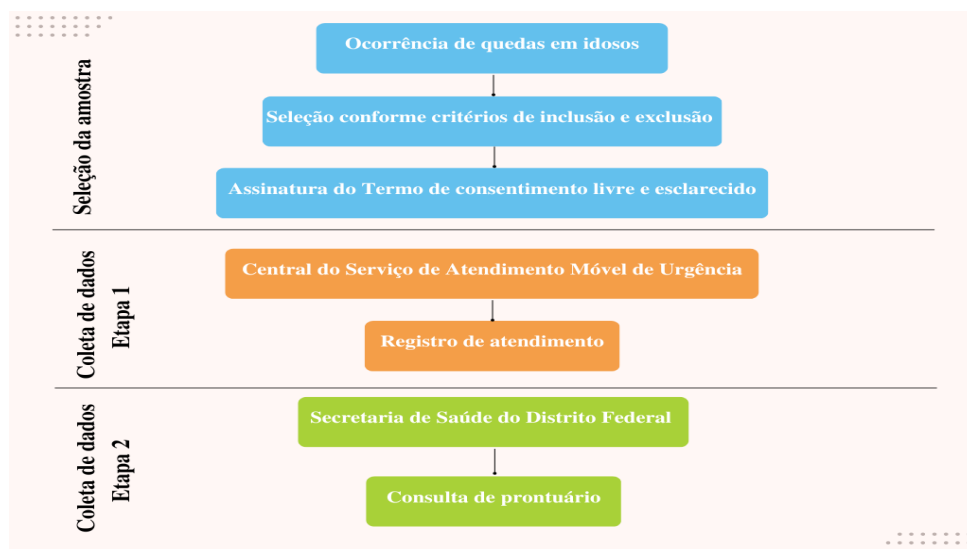 Seleção da amostra
Ocorrência de quedas em idosos
Seleção conforme critérios de inclusão e exclusão
Assinatura do Termo de consentimento livre e esclarecido
Coleta de dados
Etapa 1
Central do Serviço de Atendimento Móvel de Urgência
Registro de atendimento
Coleta de dados
Etapa 2
Secretaria de Saúde do Distrito Federal
Consulta de prontuário